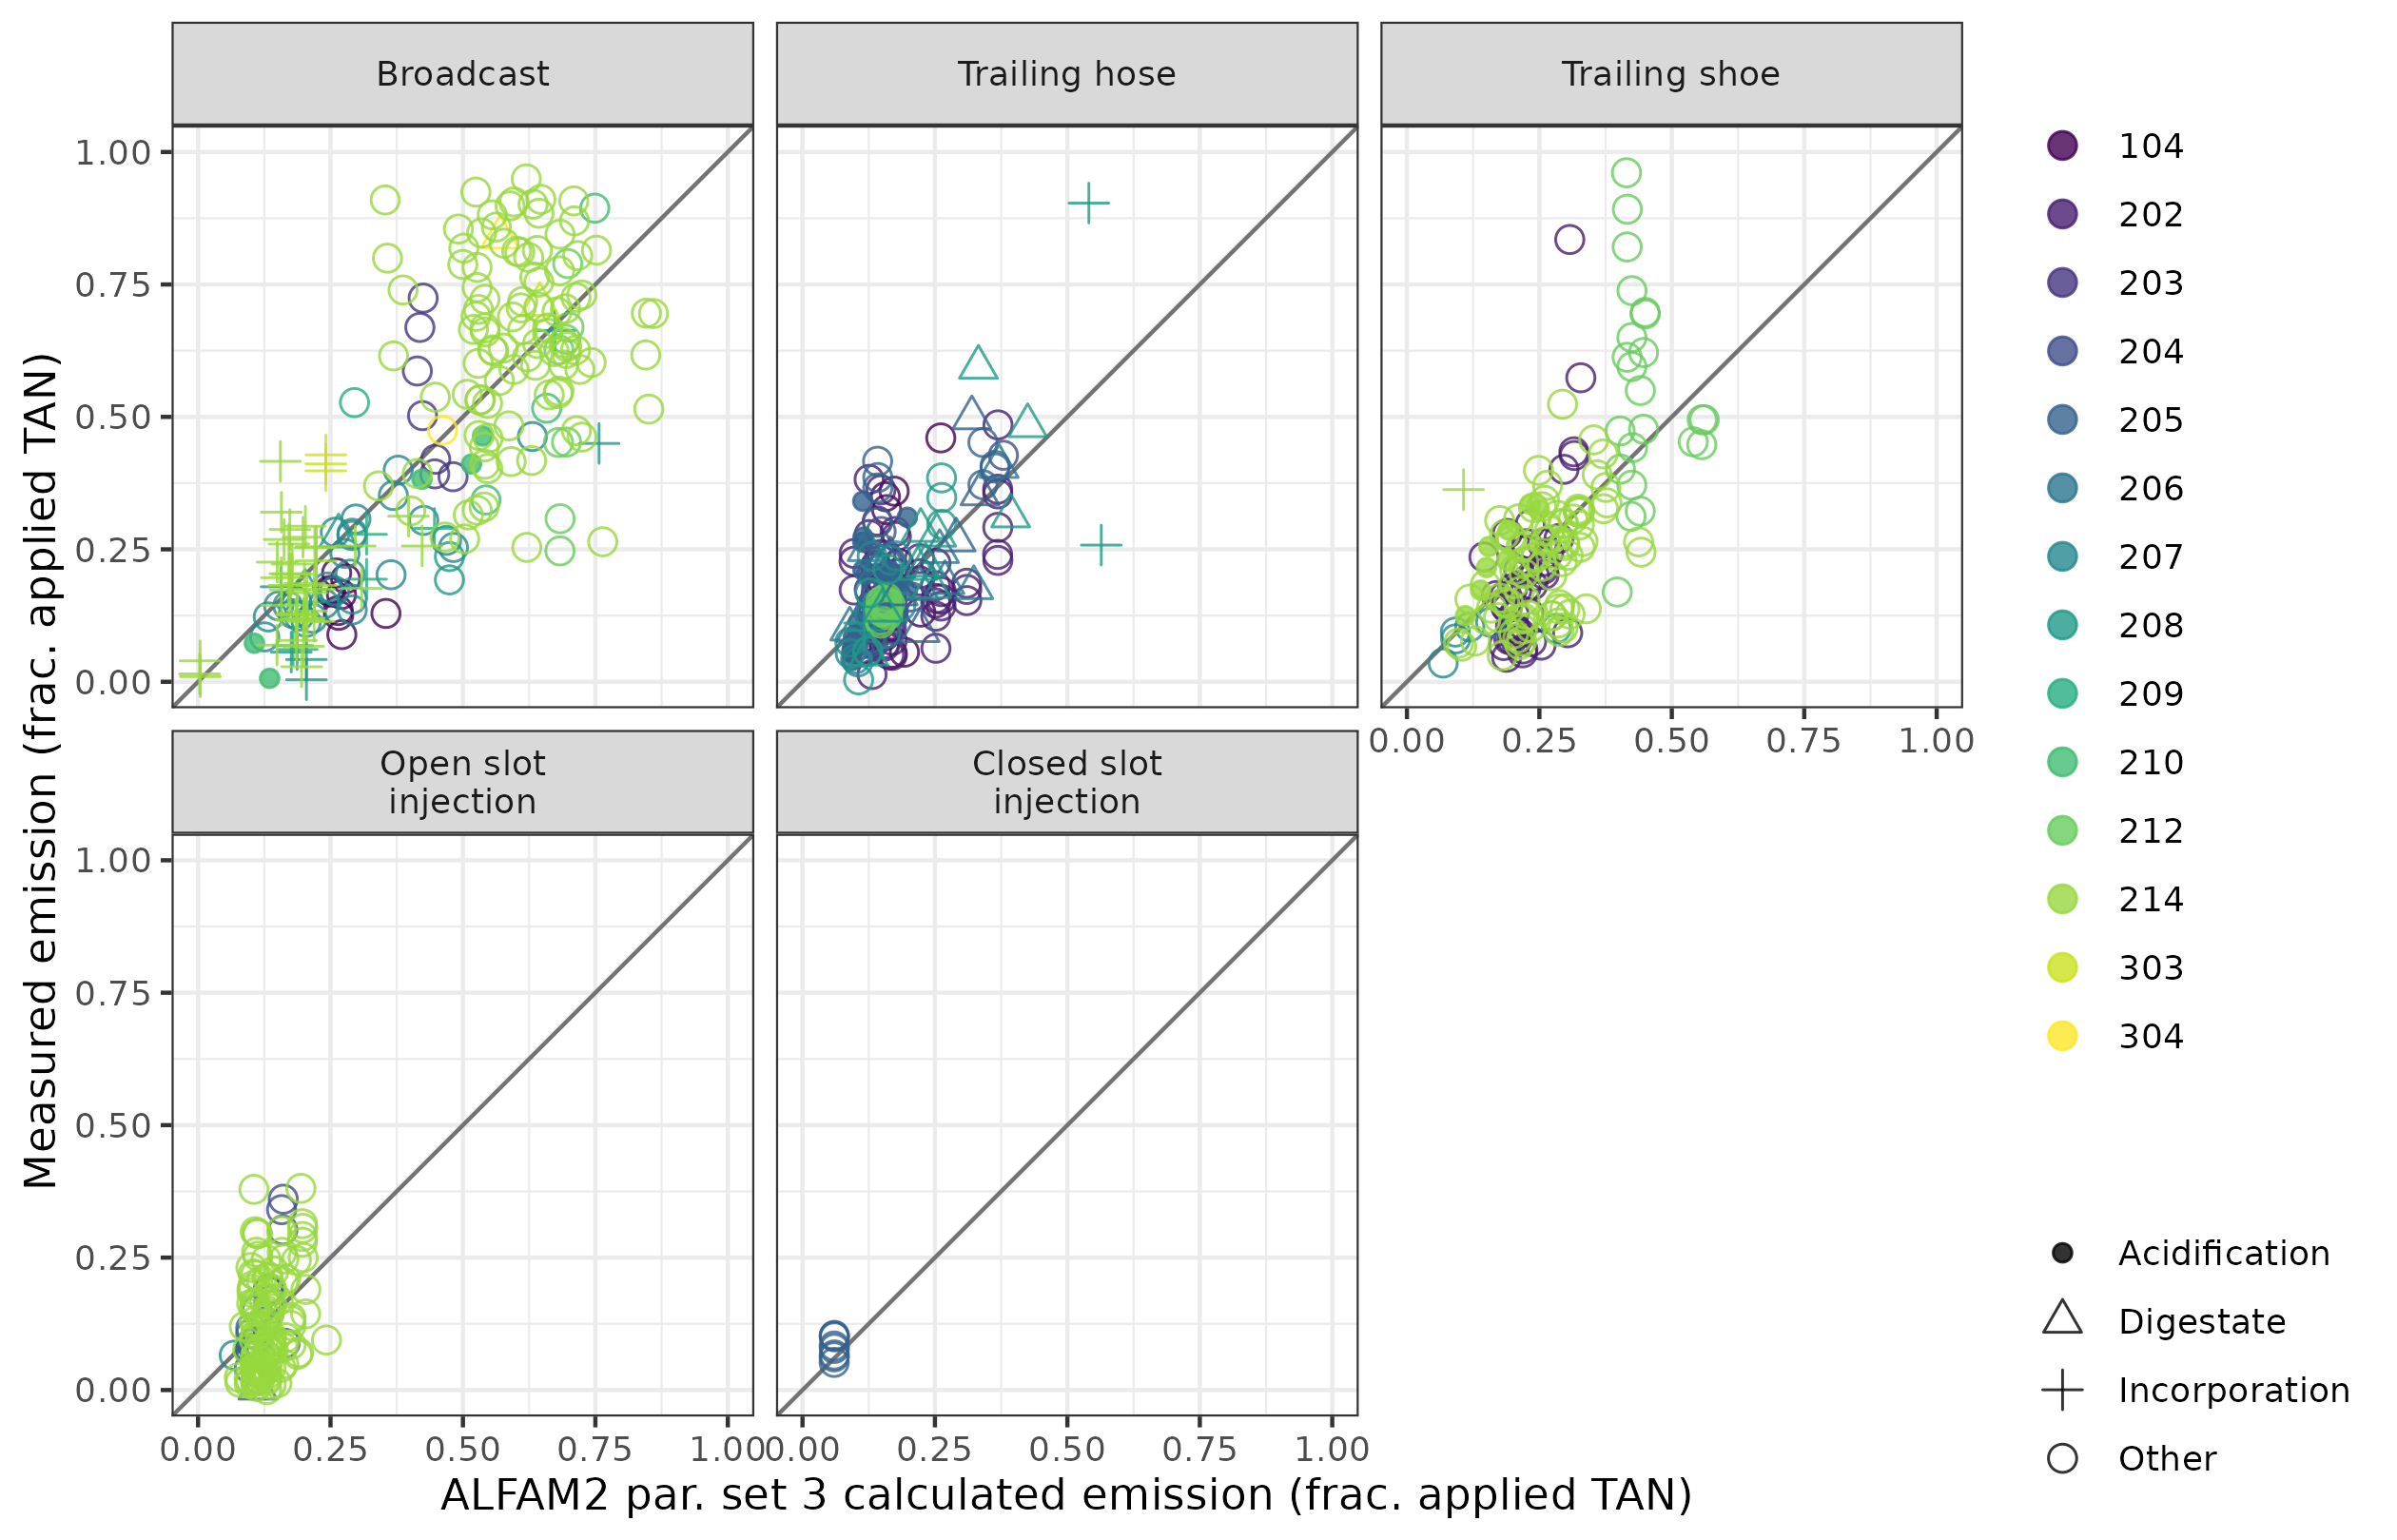 Broadcast
Trailing hose
Trailing shoe
1.00
0.75
0.50
0.25
0.00
0.00 0.25 0.50 0.75 1.00
Open slot
injection
Closed slot
injection
1.00
0.75
0.50
0.25
0.00
0.00 0.25 0.50 0.75 1.00
0.00 0.25 0.50 0.75 1.00
Measured emission (frac. applied TAN)
ALFAM2 par. set 3 calculated emission (frac. applied TAN)
104
202
203
204
205
206
207
208
209
210
212
214
303
304
Acidification
Digestate
Incorporation
Other